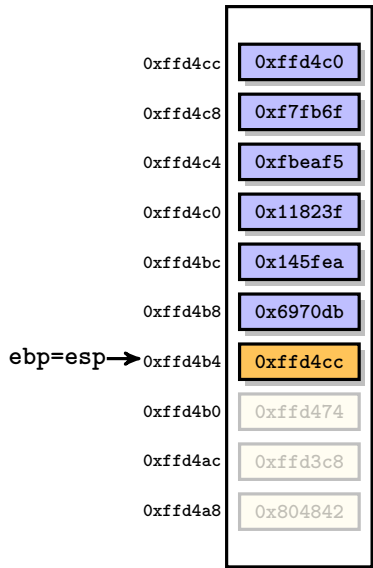 0xffd4cc 0xffd4c0
0xffd4c8 0xf7fb6f
0xffd4c4 0xfbeaf5
0xffd4c0 0x11823f
0xffd4bc 0x145fea
0xffd4b8 0x6970db
ebp=esp 0xffd4b4 0xffd4cc
0xffd4b0 0xffd474
0xffd4ac 0xffd3c8
0xffd4a8 0x804842